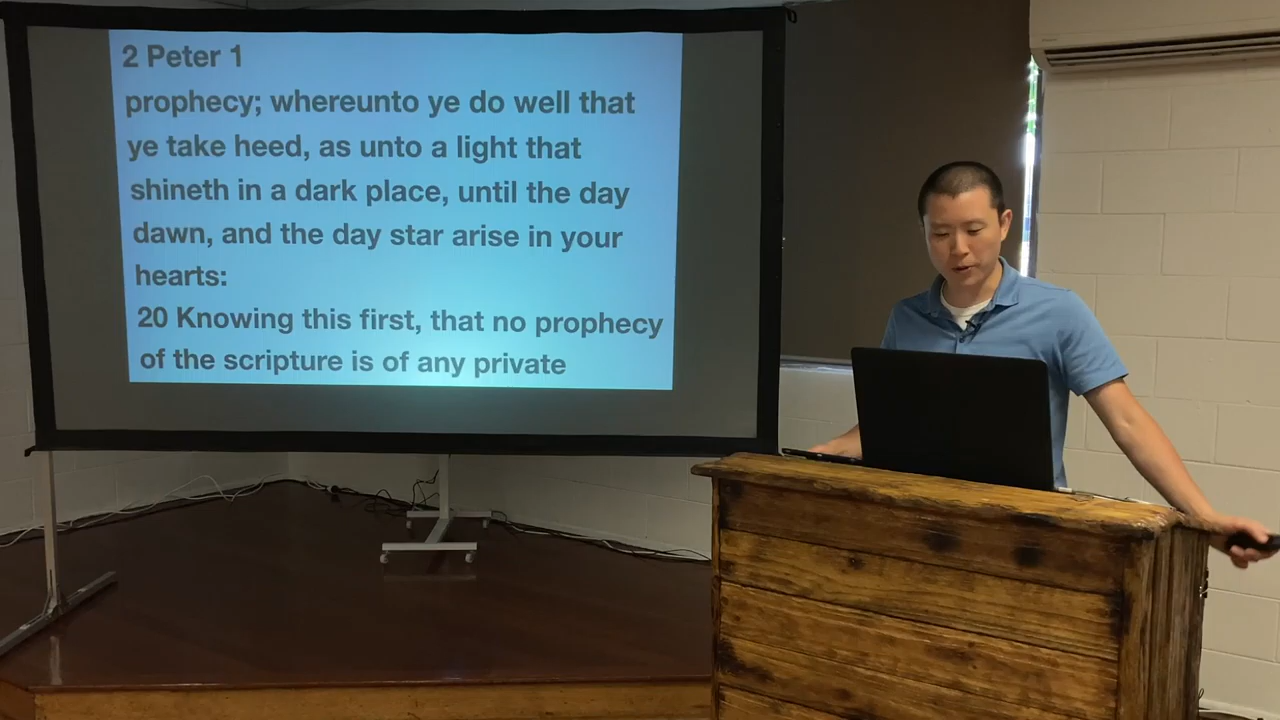 2 Peter 1
prophecy; whereunto ye do well that
ye take heed, as unto a light that
shineth in a dark place, until the day
dawn, and the day star arise in your
hearts:
20 Knowing this first, that no prophecy
of the scripture is of any private